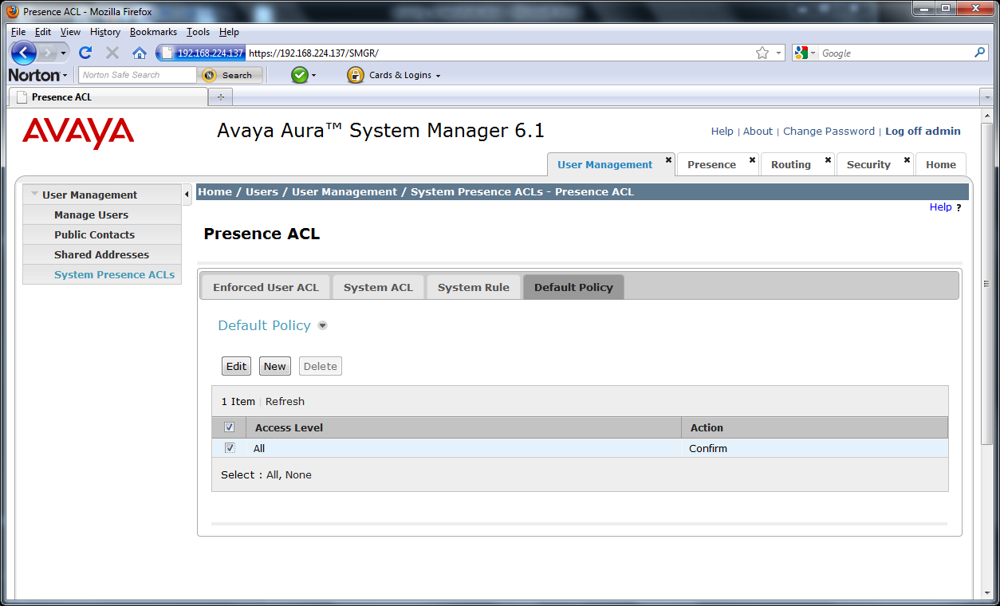 Presence ACL - Mozilla Firefox
File Edit View History Bookmarks Tools Help
192.168.224.137 https://192.168.224.137/SMGR/ Google
Norton Norton Safe Search Search Cards & Logins
Presence ACL
AVAYA Avaya Aura™ System Manager 6.1 Help | About | Change Password | Log off admin
User Management Presence Routing Security Home
User Management
Manage Users
Public Contacts
Shared Addresses
System Presence ACLs
Home / Users / User Management / System Presence ACLs - Presence ACL
Help ?
Presence ACL
Enforced User ACL System ACL System Rule Default Policy
Default Policy
Edit New Delete
1 Item | Refresh
Access Level Action
All Confirm
Select : All, None